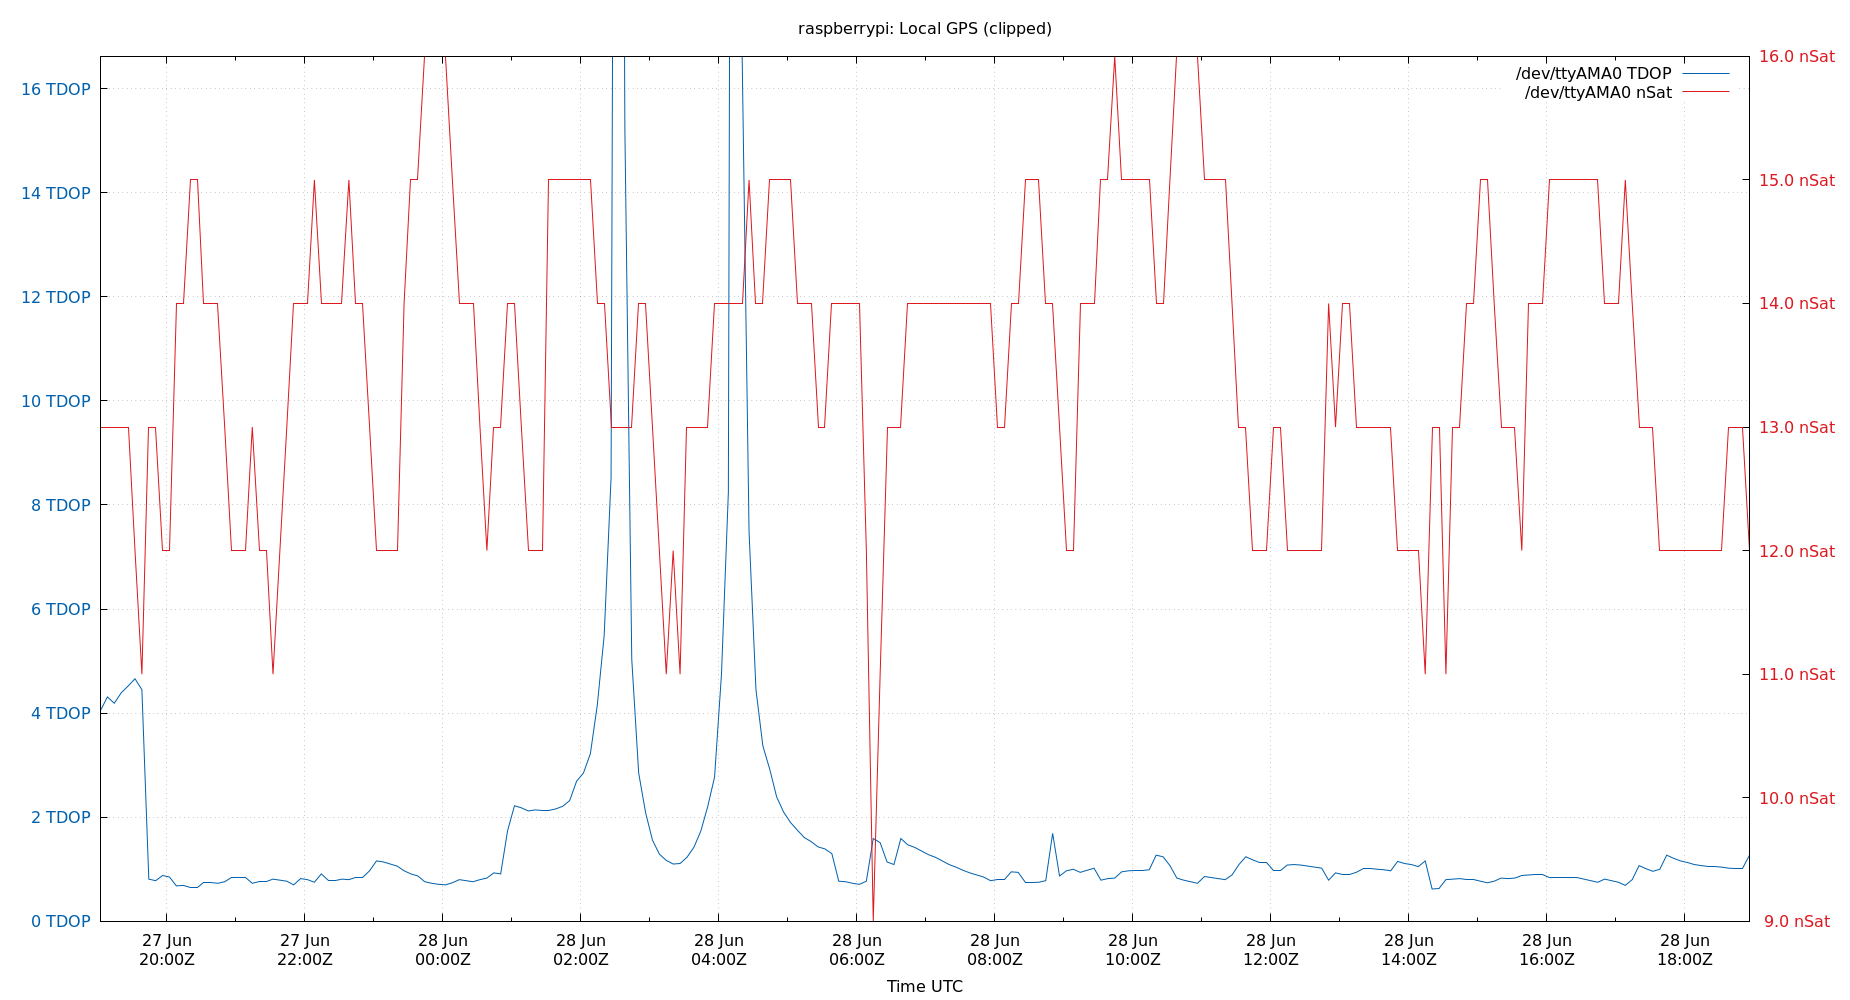 raspberrypi: Local GPS (clipped)
/dev/ttyAMA0 TDOP
/dev/ttyAMA0 nSat
16 TDOP
14 TDOP
12 TDOP
10 TDOP
8 TDOP
6 TDOP
4 TDOP
2 TDOP
0 TDOP
16.0 nSat
15.0 nSat
14.0 nSat
13.0 nSat
12.0 nSat
11.0 nSat
10.0 nSat
9.0 nSat
27 Jun
20:00Z
27 Jun
22:00Z
28 Jun
00:00Z
28 Jun
02:00Z
28 Jun
04:00Z
28 Jun
06:00Z
28 Jun
08:00Z
28 Jun
10:00Z
28 Jun
12:00Z
28 Jun
14:00Z
28 Jun
16:00Z
28 Jun
18:00Z
Time UTC